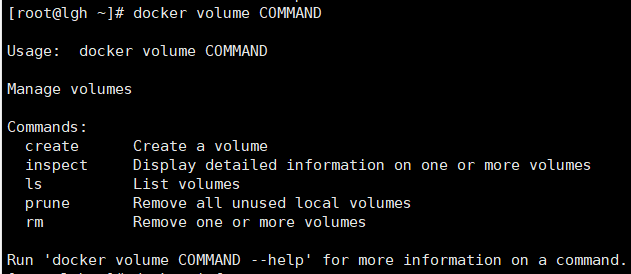 [root@lgh ~]# docker volume COMMAND
Usage:  docker volume COMMAND
Manage volumes
Commands:
  create      Create a volume
  inspect     Display detailed information on one or more volumes
  ls          List volumes
  prune       Remove all unused local volumes
  rm          Remove one or more volumes
Run 'docker volume COMMAND --help' for more information on a command.